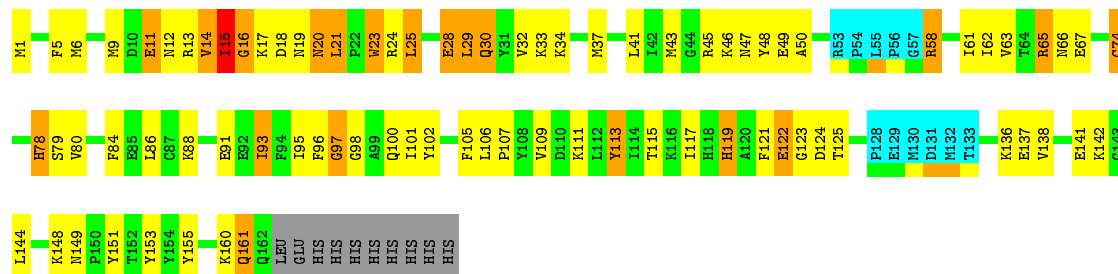 M1 F5 M6 M9 D10 E11 N12 R13 V14 I15 G16 K17 D18 N19 N20 L21 P22 W23 R24 L25 E28 L29 Q30 Y31 V32 K33 K34 M37 L41 I42 M43 G44 R45 K46 N47 Y48 E49 A50 R53 P54 L55 P56 G57 R58 I61 I62 V63 T64 R65 N66 E67 G74
H78 S79 V80 F84 E85 L86 C87 K88 E91 E92 I93 F94 I95 F96 G97 G98 A99 Q100 I101 Y102 F105 L106 P107 Y108 V109 D110 K111 L112 Y113 I114 T115 K116 I117 H118 H119 A120 F121 E122 G123 D124 T125 P128 E129 M130 D131 M132 T133 K136 E137 V138 E141 K142 G143
L144 K148 N149 P150 Y151 T152 Y153 Y154 Y155 K160 Q161 Q162 LEU GLU HIS HIS HIS HIS HIS HIS